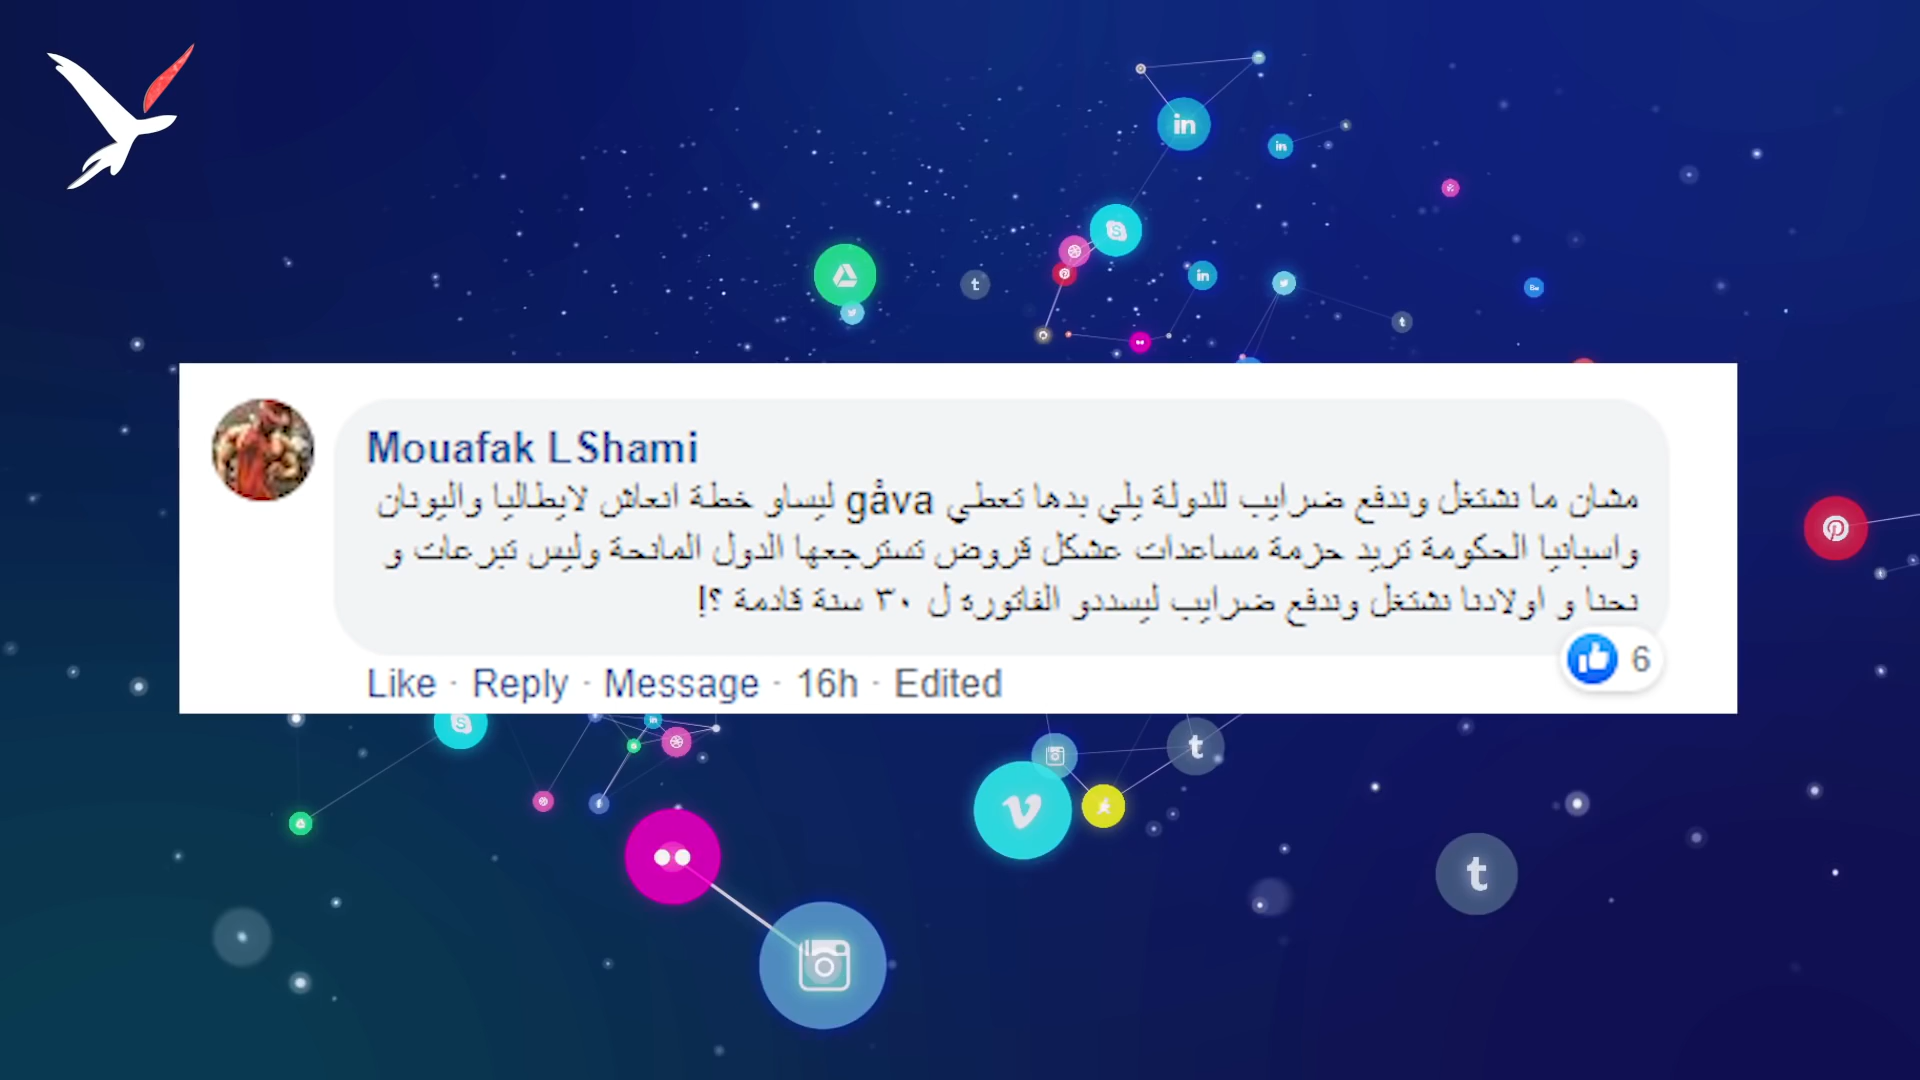 Mouafak LShami
مشان ما نشتغل وندفع ضرايب للدولة يلي بدها تعطي gåva ليساو خطة انعاش لايطاليا واليونان
واسبانيا الحكومة تريد حزمة مساعدات عشكل قروض تسترجعها الدول المانحة وليس تبرعات و
نحنا و اولادنا نشتغل وندفع ضرايب ليسددو الفاتورة ل ٣٠ سنة قادمة ؟!
6
Like · Reply · Message · 16h · Edited